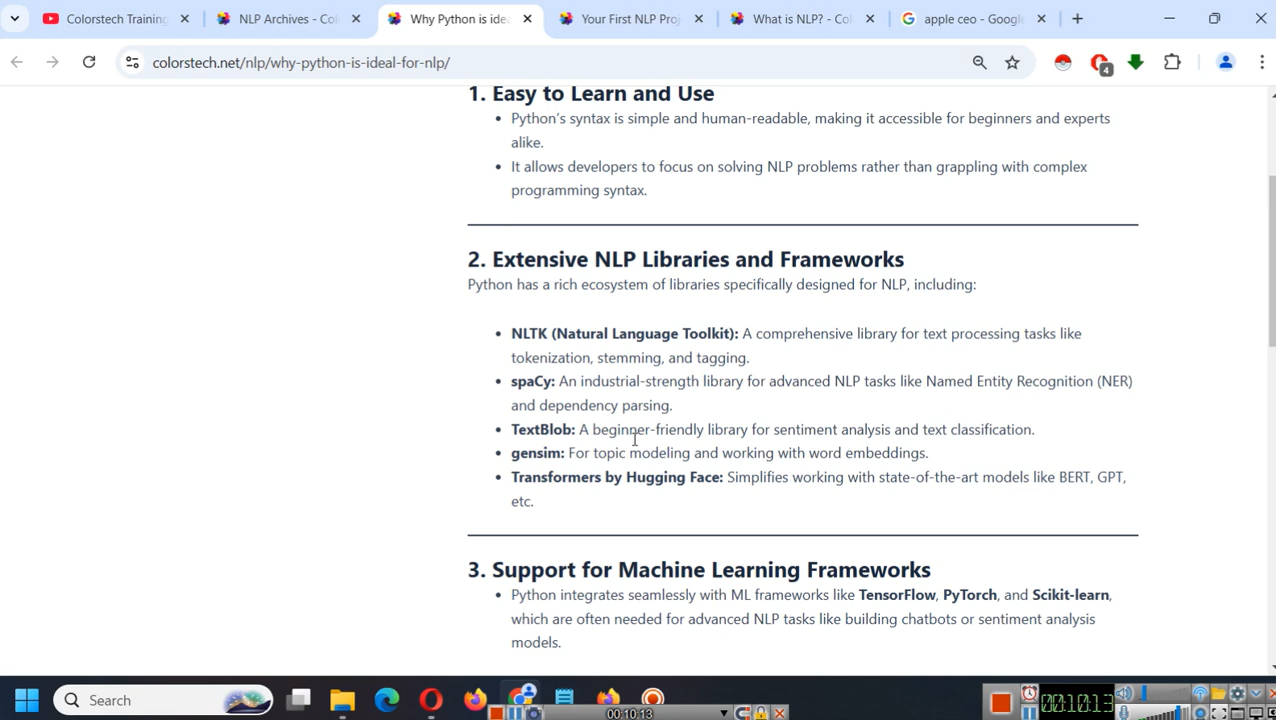 Colorstech Training
NLP Archives - Col
Why Python is idea
Your First NLP Proj
What is NLP? - Col
apple ceo - Google
colorstech.net/nlp/why-python-is-ideal-for-nlp/
4
1. Easy to Learn and Use
• Python's syntax is simple and human-readable, making it accessible for beginners and experts
alike.
• It allows developers to focus on solving NLP problems rather than grappling with complex
programming syntax.
2. Extensive NLP Libraries and Frameworks
Python has a rich ecosystem of libraries specifically designed for NLP, including:
• NLTK (Natural Language Toolkit): A comprehensive library for text processing tasks like
tokenization, stemming, and tagging.
• spaCy: An industrial-strength library for advanced NLP tasks like Named Entity Recognition (NER)
and dependency parsing.
• TextBlob: A beginner-friendly library for sentiment analysis and text classification.
• gensim: For topic modeling and working with word embeddings.
• Transformers by Hugging Face: Simplifies working with state-of-the-art models like BERT, GPT,
etc.
3. Support for Machine Learning Frameworks
• Python integrates seamlessly with ML frameworks like TensorFlow, PyTorch, and Scikit-learn,
which are often needed for advanced NLP tasks like building chatbots or sentiment analysis
models.
Search
00:10:13
00:10:13